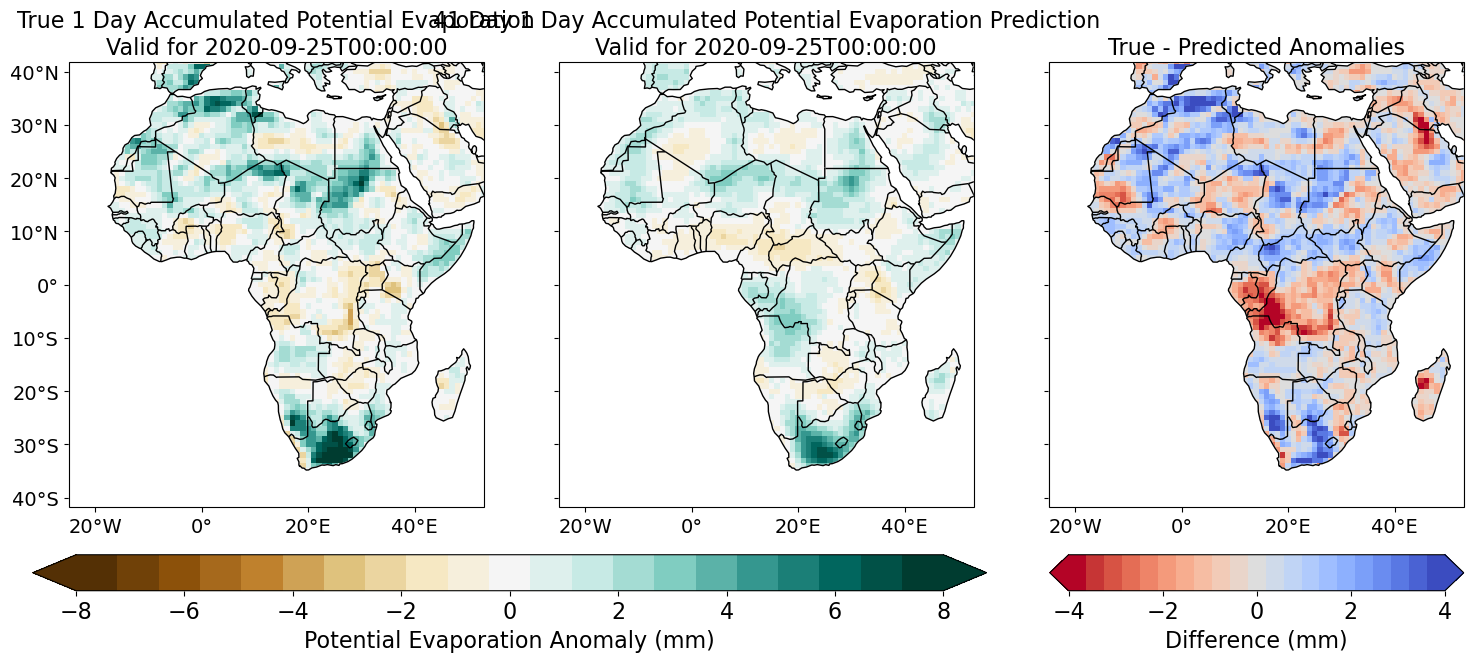 True 1 Day Accumulated Potential Evaporation
Valid for 2020-09-25T00:00:00
41 Day 1 Day Accumulated Potential Evaporation Prediction
Valid for 2020-09-25T00:00:00
True - Predicted Anomalies
40°N
30°N
20°N
10°N
0°
10°S
20°S
30°S
40°S
20°W 0° 20°E 40°E
20°W 0° 20°E 40°E
20°W 0° 20°E 40°E
−8 −6 −4 −2 0 2 4 6 8
Potential Evaporation Anomaly (mm)
−4 −2 0 2 4
Difference (mm)